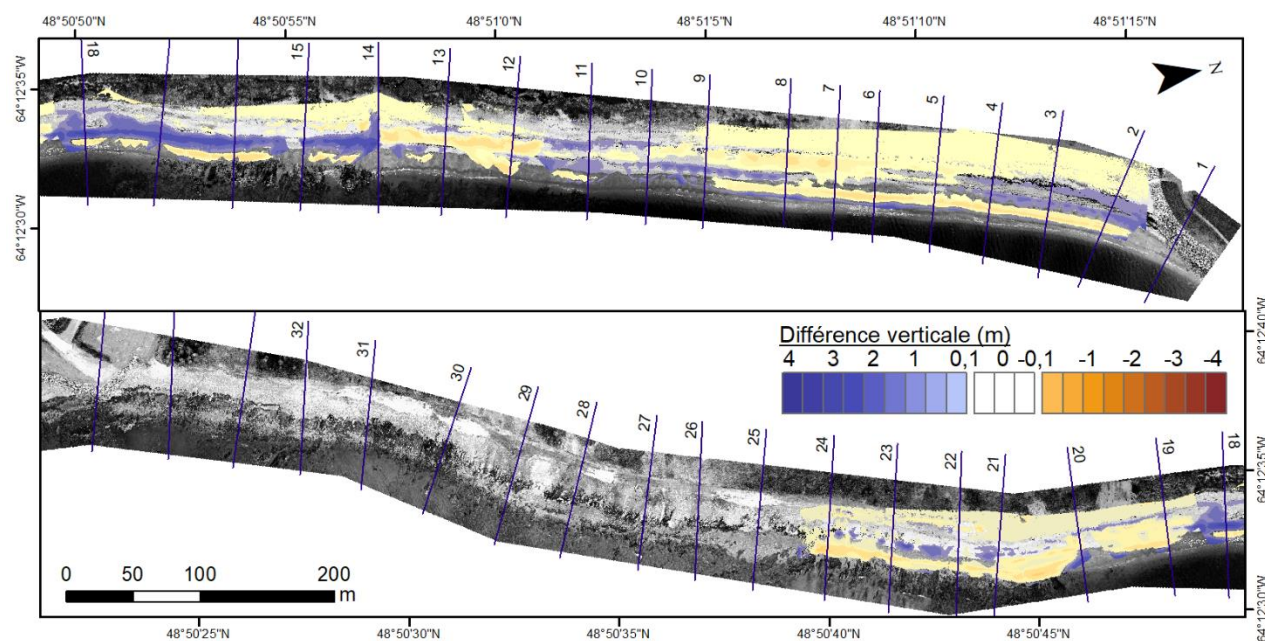 48°50'50"N 48°50'55"N 48°51'0"N 48°51'5"N 48°51'10"N 48°51'15"N
64°12'35"W
64°12'30"W
18 15 14 13 12 11 10 9 8 7 6 5 4 3 2 1
N
64°12'40"W
64°12'35"W
64°12'30"W
32 31 30 29 28 27 26 25 24 23 22 21 20 19 18
Différence verticale (m)
4 3 2 1 0,1 0 -0,1 -1 -2 -3 -4
0 50 100 200
m
48°50'25"N 48°50'30"N 48°50'35"N 48°50'40"N 48°50'45"N